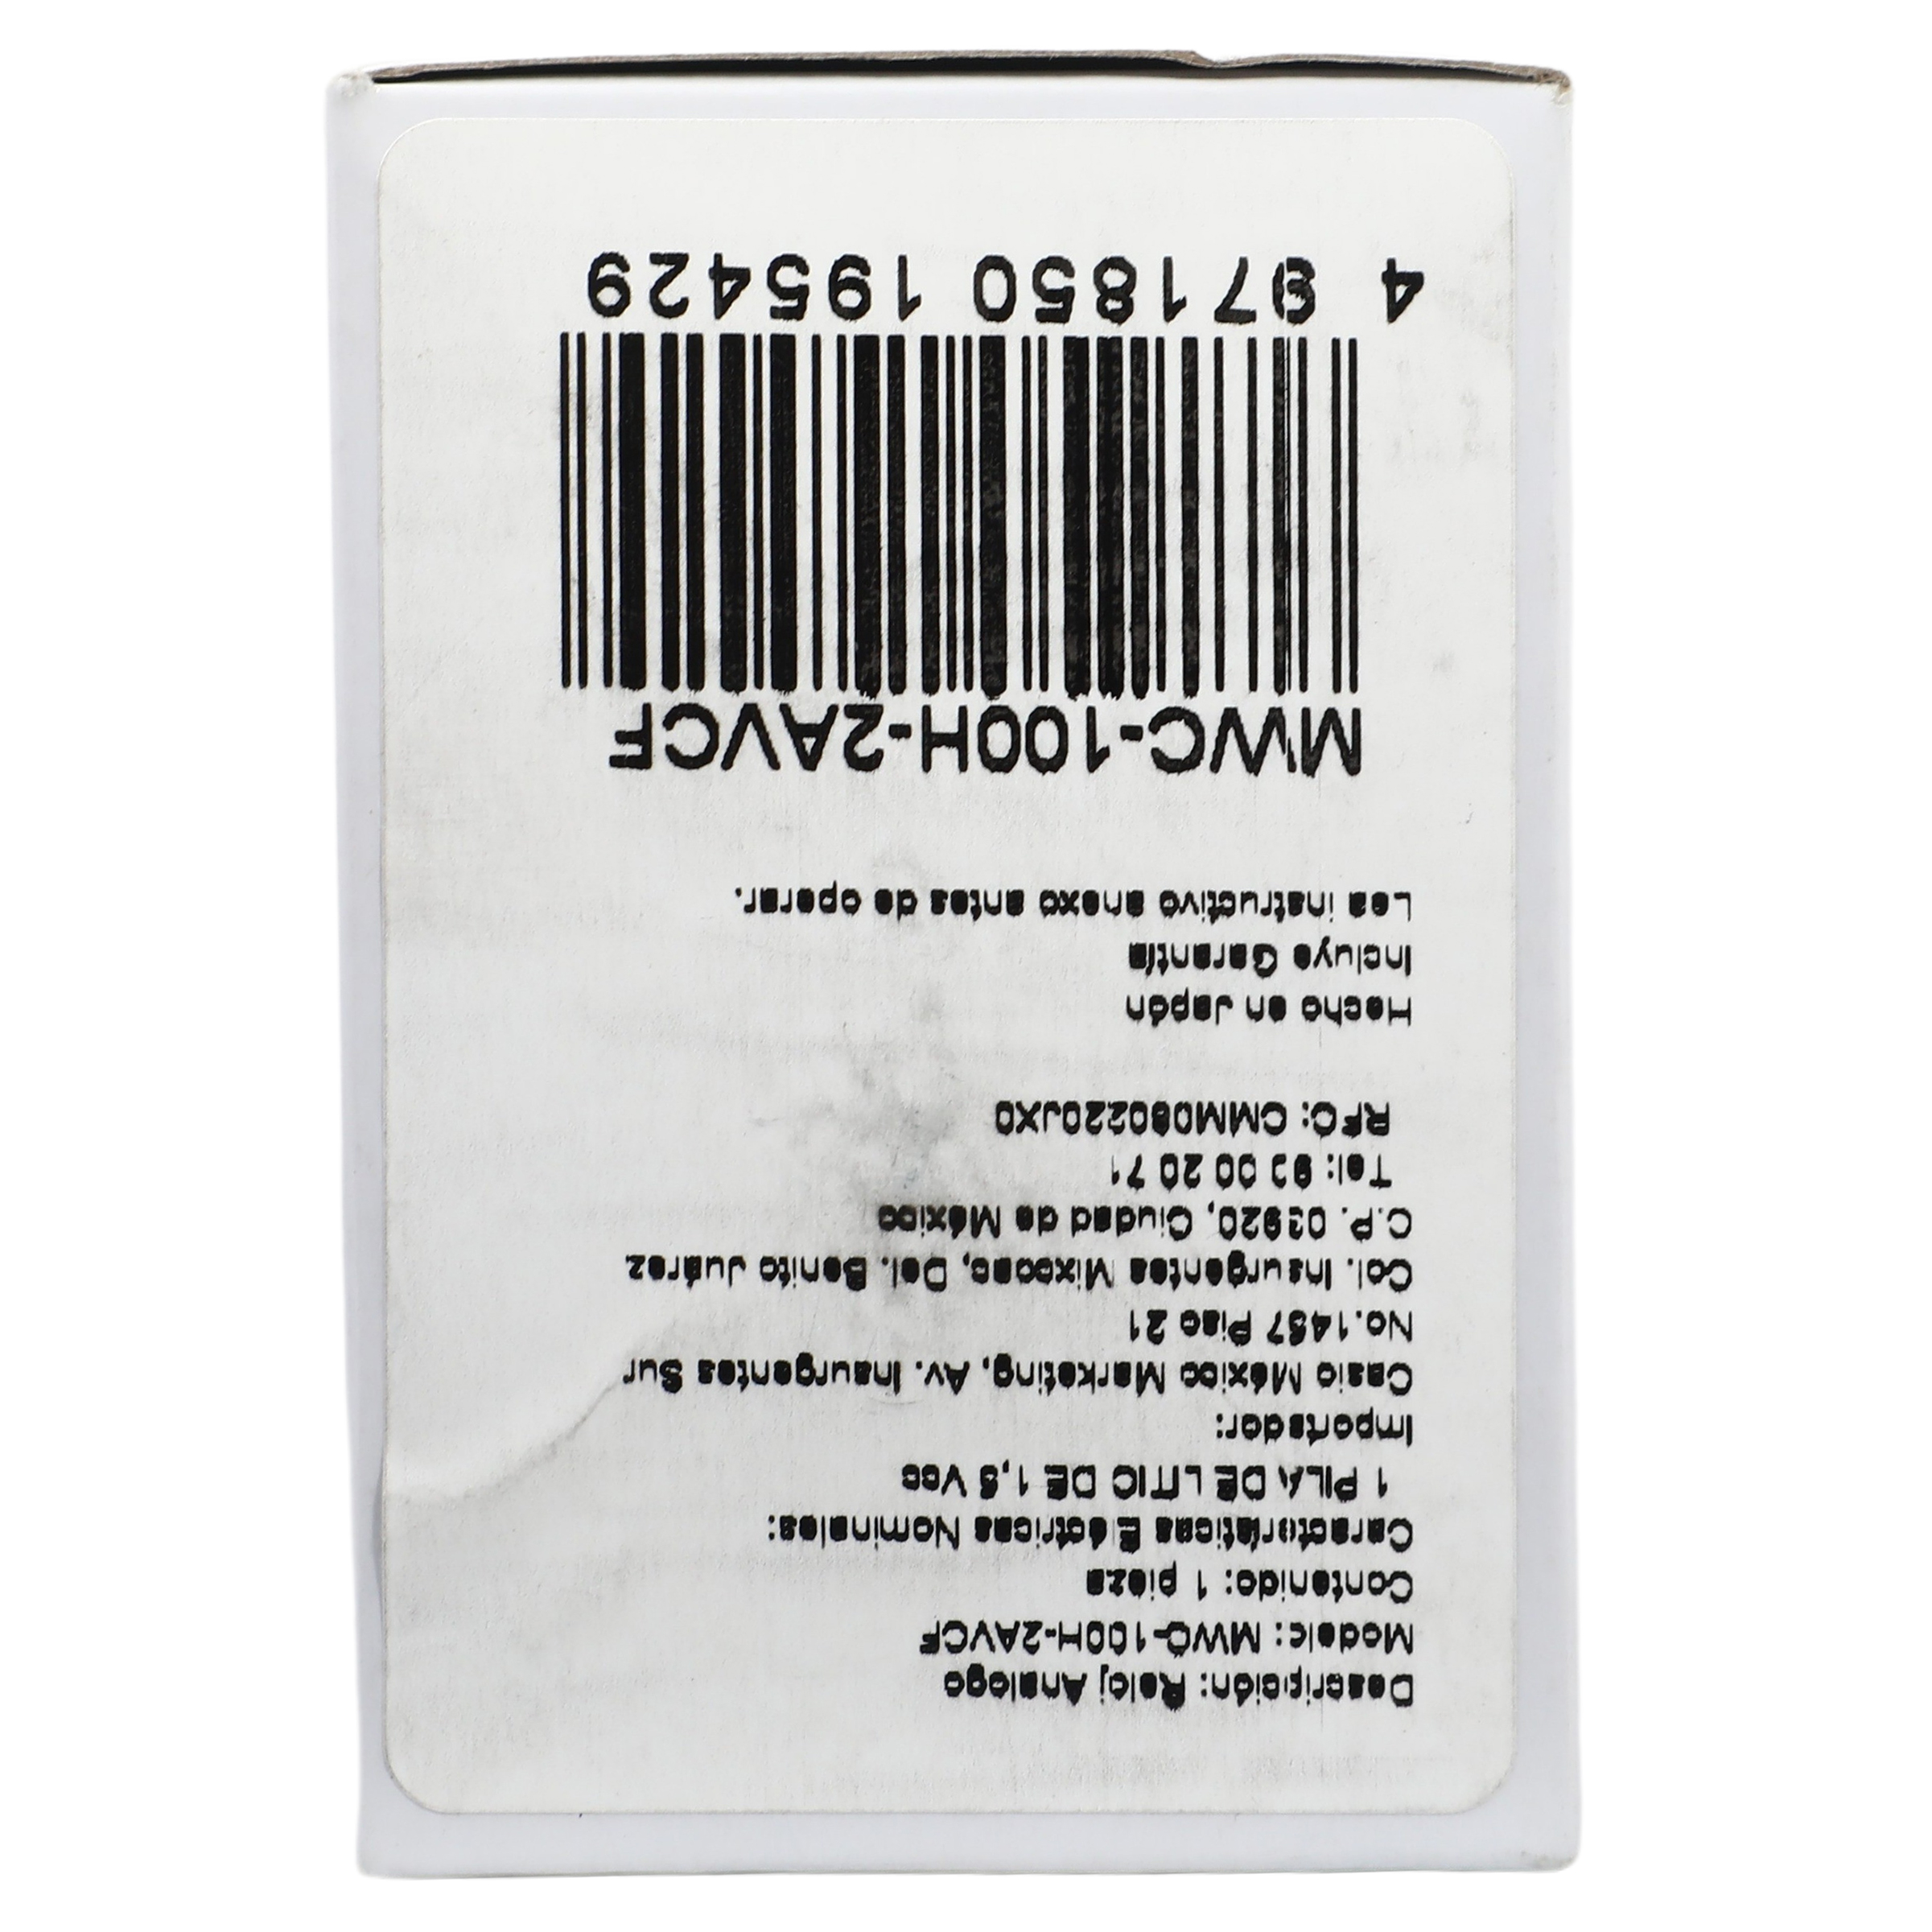 Descripción: Reloj Analogo
Modelo: MWC-100H-2AVCF
Contenido: 1 pieza
Caracterísiticas Eléctricas Nominales:
1 PILA DE LITIO DE 1,5 Vcc
Importador:
Casio México Marketing, Av. Insurgentes Sur
No.1457 Piso 21
Col. Insurgentes Mixcoac, Del. Benito Juárez
C.P. 03920, Ciudad de México
Tel: 90 00 20 71
RFC: CMM080220JX0
Hecho en Japón
Incluye Garantía
Lea instructivo anexo antes de operar.
MWC-100H-2AVCF
4 971850 195429